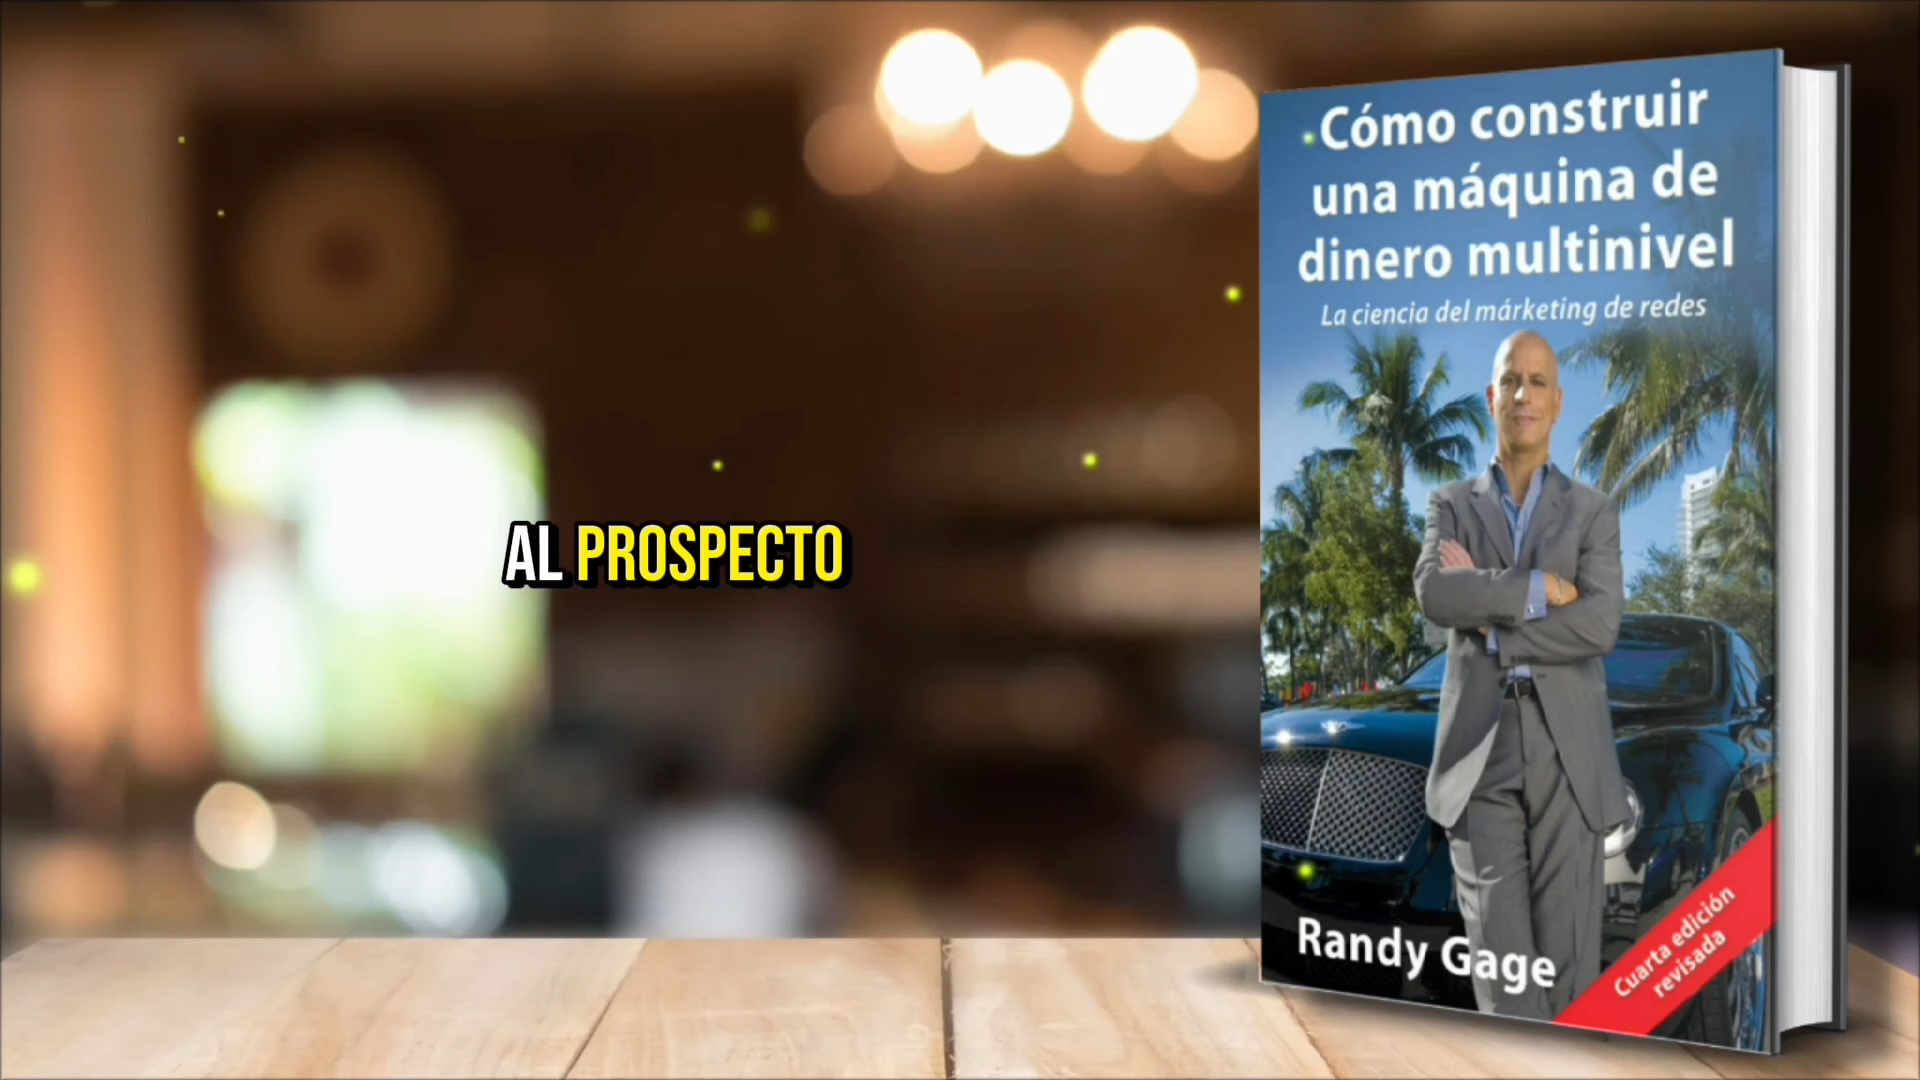 AL PROSPECTO
Cómo construir
una máquina de
dinero multinivel
La ciencia del márketing de redes
Randy Gage
Cuarta edición
revisada